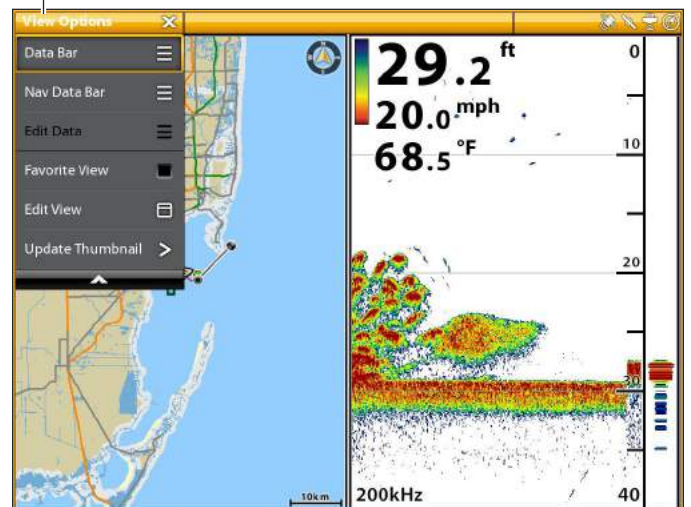 View Options
Data Bar
Nav Data Bar
Edit Data
Favorite View
Edit View
Update Thumbnail
10km
29.2 ft
20.0 mph
68.5 °F
0
10
20
30
40
200kHz